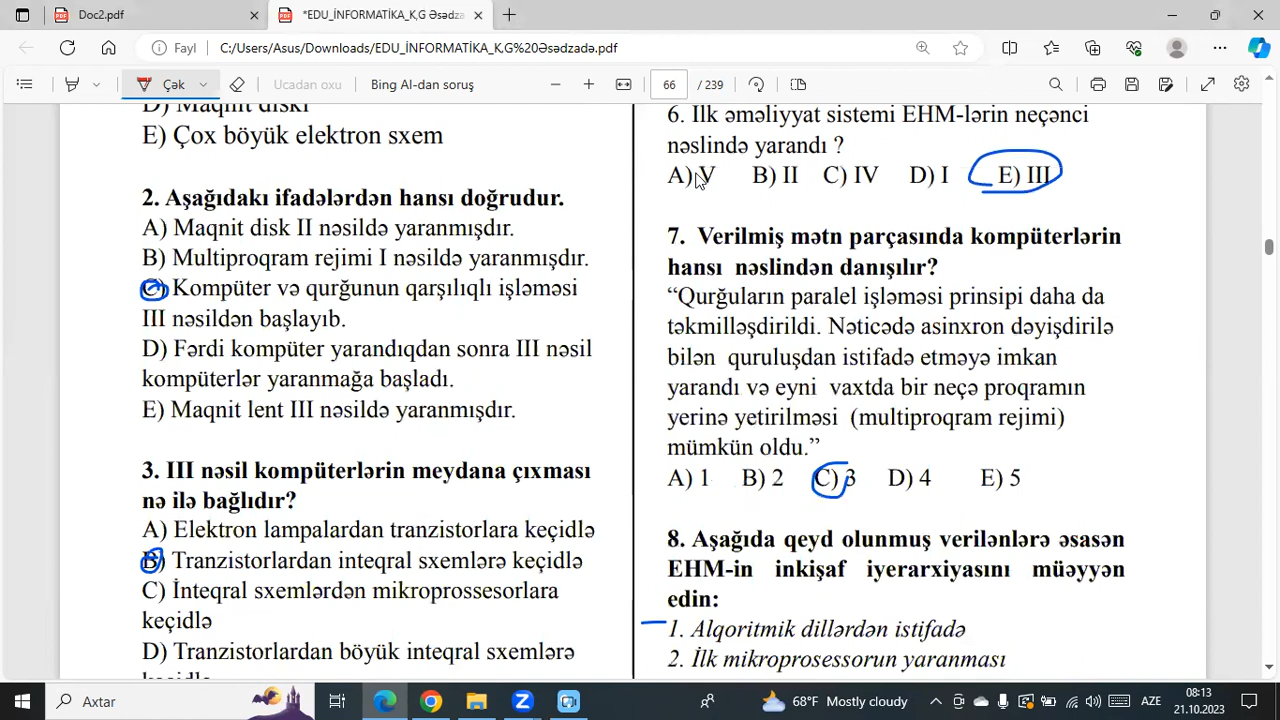 Doc2.pdf
*EDU_İNFORMATİKA_K,G Əsədza
Fayl
C:/Users/Asus/Downloads/EDU_İNFORMATİKA_K,G%20Əsədzadə.pdf
Çək
Ucadan oxu
Bing AI-dan soruş
66 / 239
D) Maqnit diski
E) Çox böyük elektron sxem
2. Aşağıdakı ifadələrdən hansı doğrudur.
A) Maqnit disk II nəsildə yaranmışdır.
B) Multiproqram rejimi I nəsildə yaranmışdır.
C) Kompüter və qurğunun qarşılıqlı işləməsi
III nəsildən başlayıb.
D) Fərdi kompüter yarandıqdan sonra III nəsil
kompüterlər yaranmağa başladı.
E) Maqnit lent III nəsildə yaranmışdır.
3. III nəsil kompüterlərin meydana çıxması
nə ilə bağlıdır?
A) Elektron lampalardan tranzistorlara keçidlə
B) Tranzistorlardan inteqral sxemlərə keçidlə
C) İnteqral sxemlərdən mikroprossesorlara
keçidlə
D) Tranzistorlardan böyük inteqral sxemlərə
6. İlk əməliyyat sistemi EHM-lərin neçənci
nəslində yarandı ?
A) V B) II C) IV D) I E) III
7. Verilmiş mətn parçasında kompüterlərin
hansı nəslindən danışılır?
“Qurğuların paralel işləməsi prinsipi daha da
təkmilləşdirildi. Nəticədə asinxron dəyişdirilə
bilən quruluşdan istifadə etməyə imkan
yarandı və eyni vaxtda bir neçə proqramın
yerinə yetirilməsi (multiproqram rejimi)
mümkün oldu.”
A) 1 B) 2 C) 3 D) 4 E) 5
8. Aşağıda qeyd olunmuş verilənlərə əsasən
EHM-in inkişaf iyerarxiyasını müəyyən
edin:
1. Alqoritmik dillərdən istifadə
2. İlk mikroprosessorun yaranması
Axtar
68°F Mostly cloudy
AZE
08:13
21.10.2023